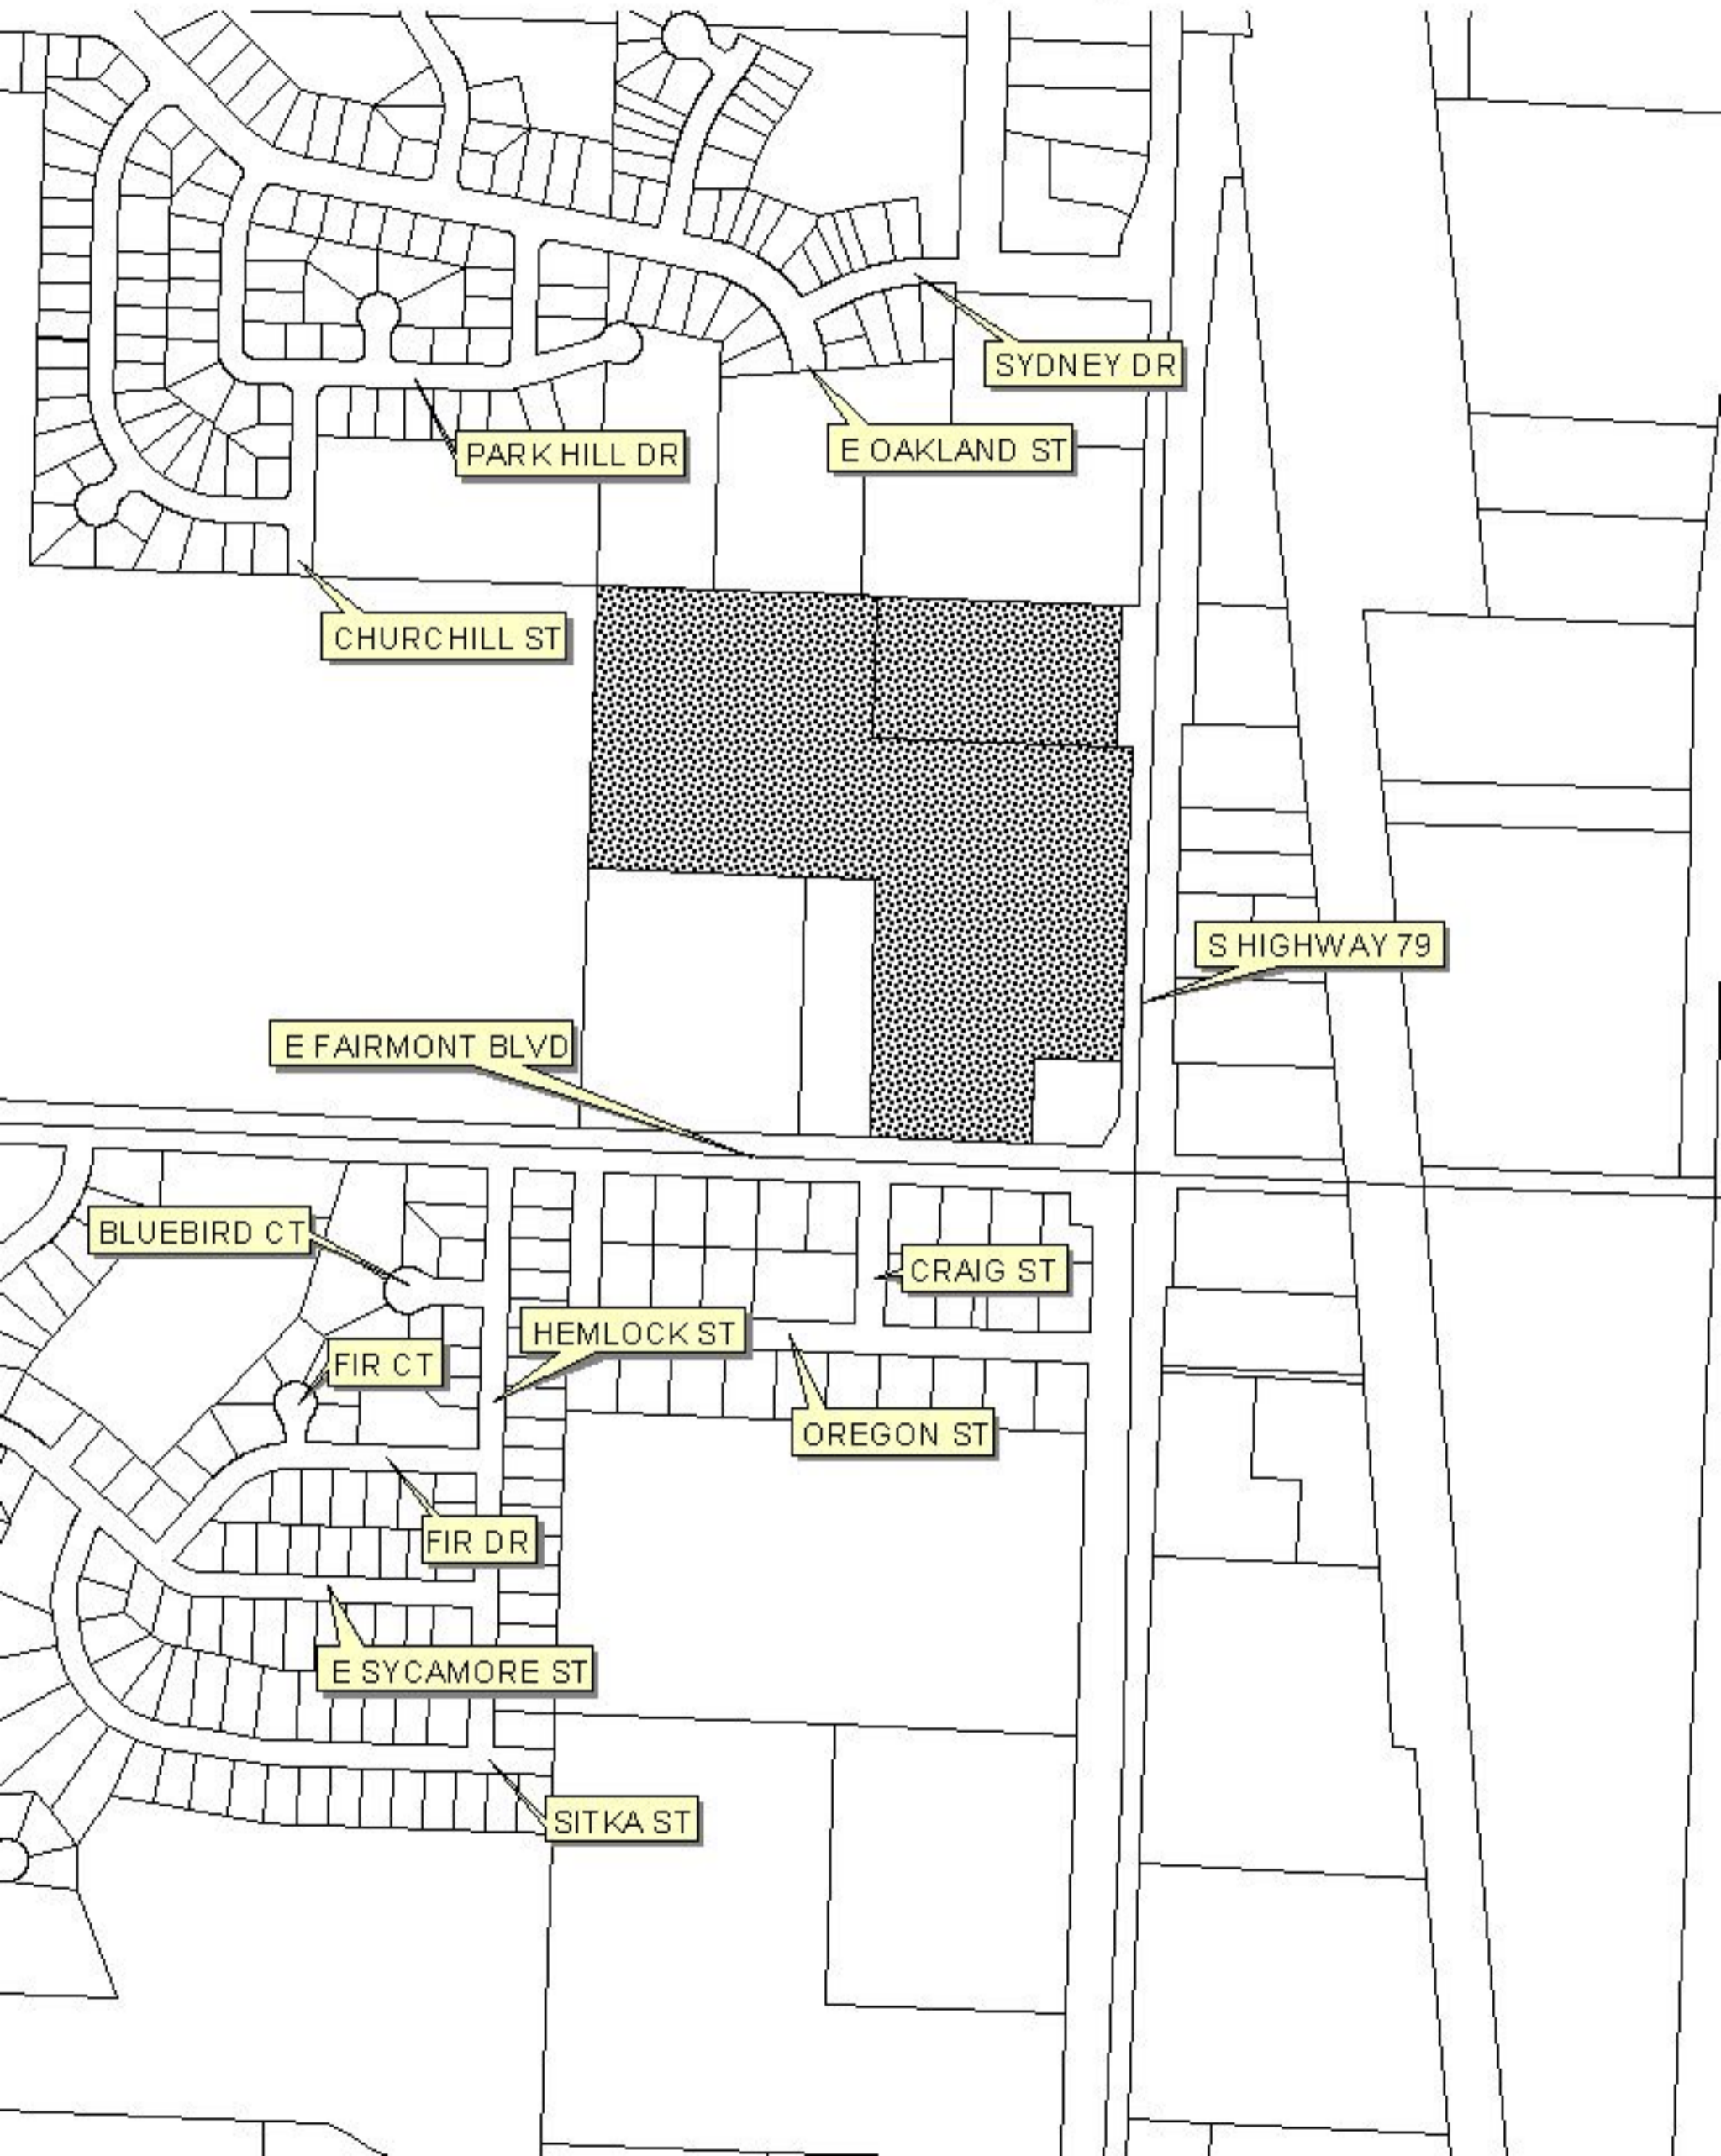 SYDNEY DR
E OAKLAND ST
PARK HILL DR
CHURCHILL ST
S HIGHWAY 79
E FAIRMONT BLVD
BLUEBIRD CT
CRAIG ST
HEMLOCK ST
FIR CT
OREGON ST
FIR DR
E SYCAMORE ST
SITKA ST